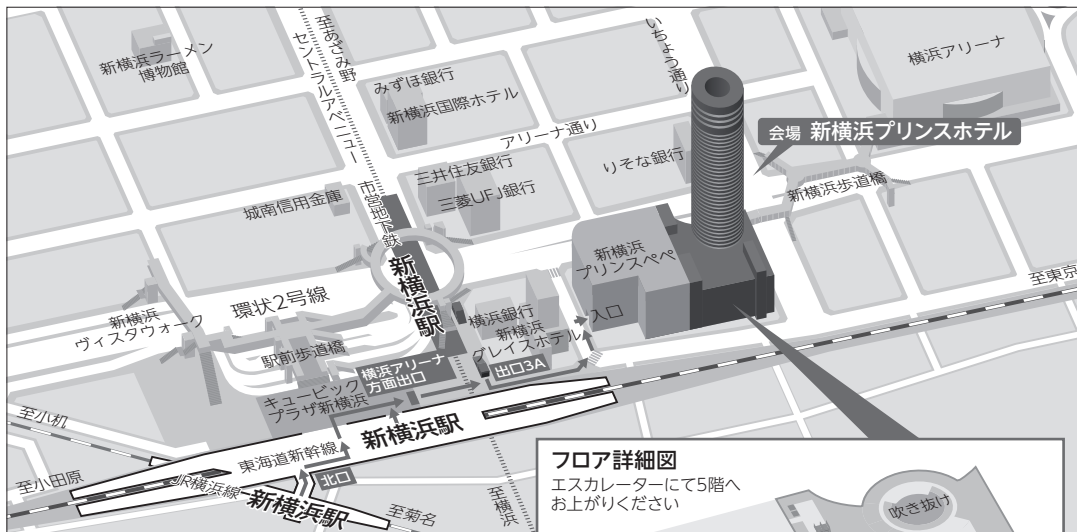 新横浜ラーメン
博物館
至あざみ野
セントラルアベニュー
みずほ銀行
新横浜国際ホテル
いちょう通り
横浜アリーナ
アリーナ通り
会場 新横浜プリンスホテル
三井住友銀行
三菱UFJ銀行
りそな銀行
新横浜歩道橋
城南信用金庫
市営地下鉄
新横浜駅
新横浜
プリンスペペ
至東京
環状2号線
新横浜
ヴィスタウォーク
駅前歩道橋
横浜銀行
新横浜
グレイスホテル
入口
横浜アリーナ
方面出口
出口3A
キュービック
プラザ新横浜
新横浜駅
東海道新幹線
至小机
至小田原
JR横浜線
北口
新横浜駅
至菊名
至横浜
フロア詳細図
エスカレーターにて5階へ
お上がりください
吹き抜け